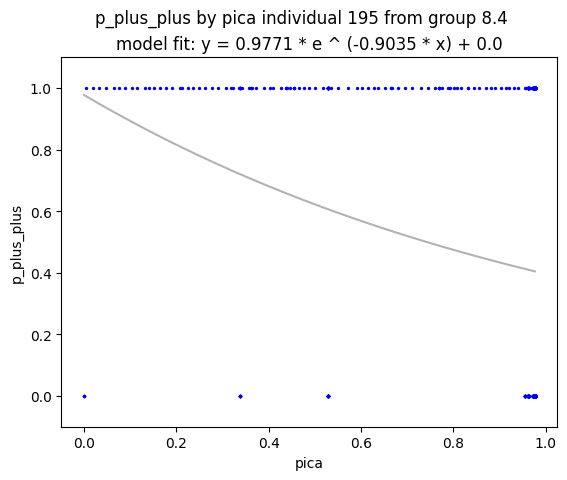 p_plus_plus by pica individual 195 from group 8.4
model fit: y = 0.9771 * e ^ (-0.9035 * x) + 0.0
1.0
0.8
0.6
0.4
0.2
0.0
p_plus_plus
0.0 0.2 0.4 0.6 0.8 1.0
pica